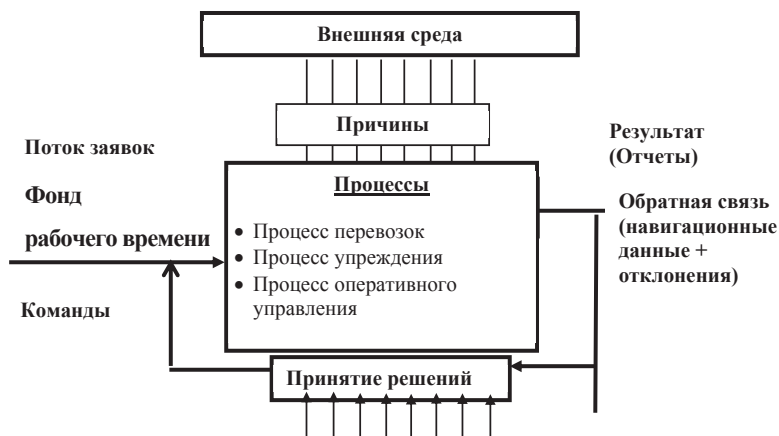 Внешняя среда
Причины
Поток заявок
Фонд
рабочего времени
Команды
Процессы
• Процесс перевозок
• Процесс упреждения
• Процесс оперативного
управления
Результат
(Отчеты)
Обратная связь
(навигационные
данные +
отклонения)
Принятие решений